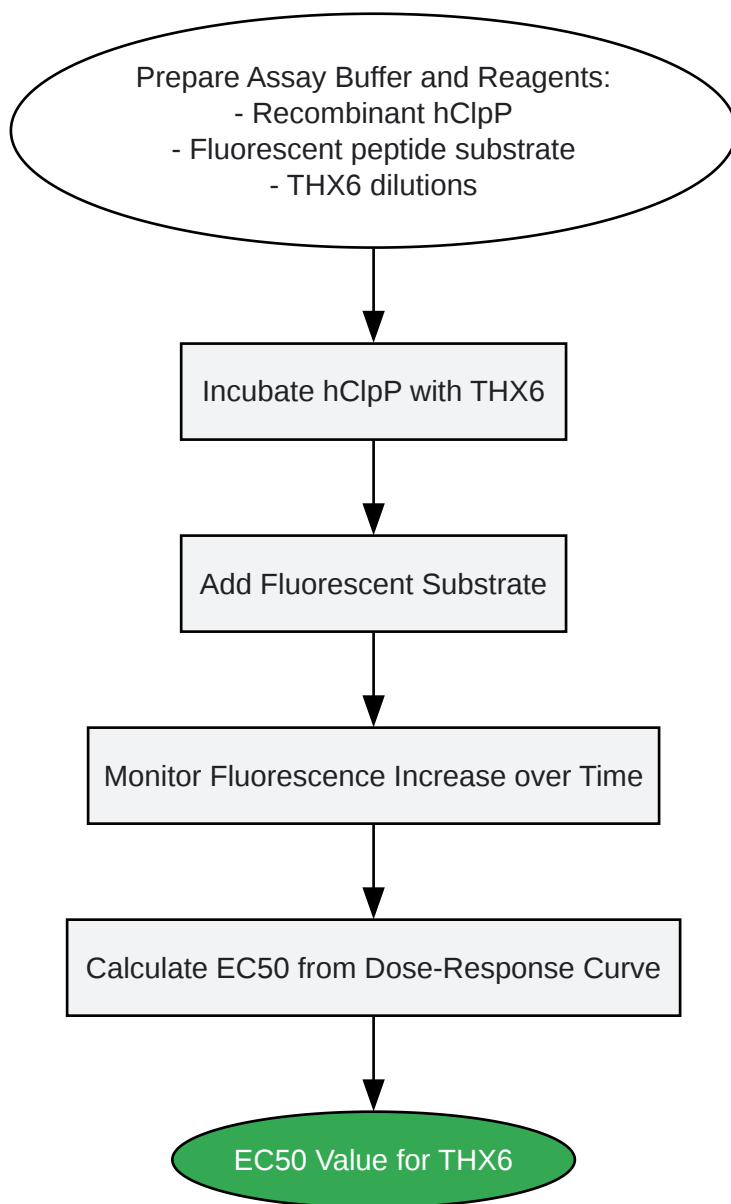 Prepare Assay Buffer and Reagents:
- Recombinant hClpP
- Fluorescent peptide substrate
- THX6 dilutions
Incubate hClpP with THX6
Add Fluorescent Substrate
Monitor Fluorescence Increase over Time
Calculate EC50 from Dose-Response Curve
EC50 Value for THX6